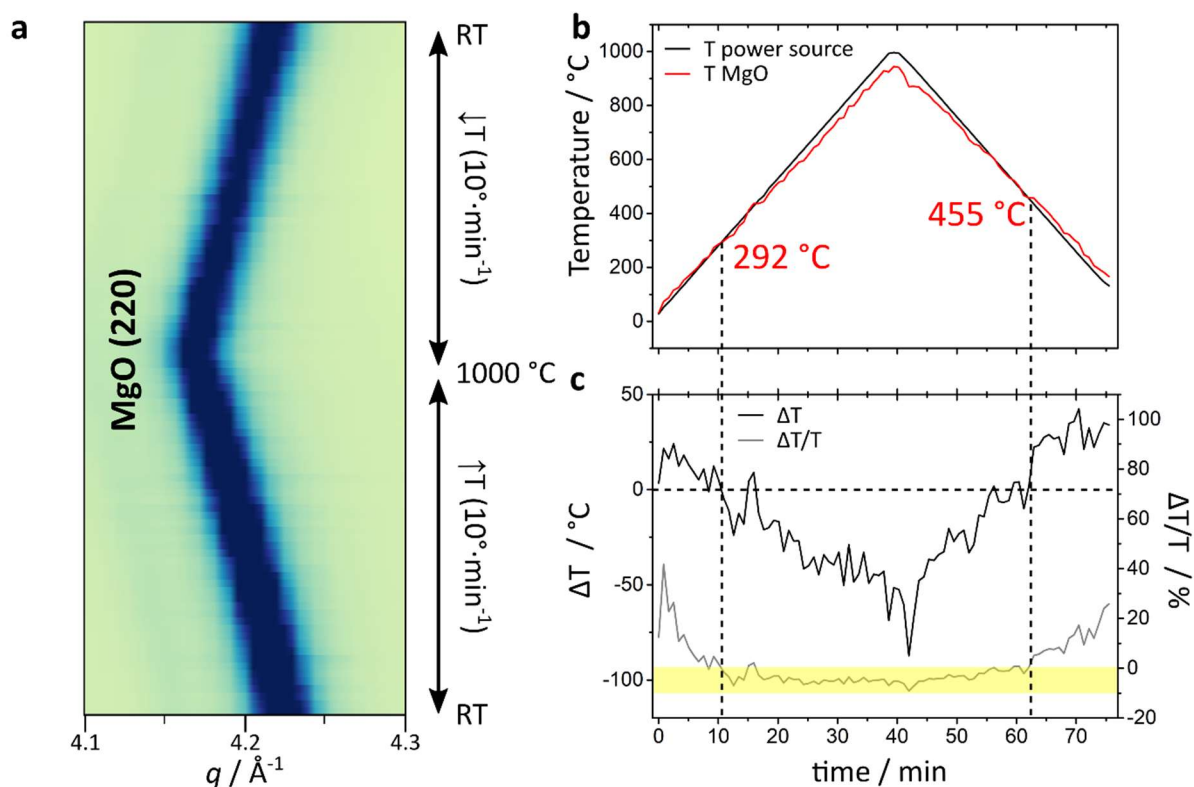 a
MgO (220)
RT
↓T (10°·min⁻¹)
1000 °C
↑T (10°·min⁻¹)
RT
4.1
4.2
4.3
q / Å⁻¹
b
T power source
T MgO
Temperature / °C
1000
800
600
400
200
0
292 °C
455 °C
c
ΔT
ΔT/T
ΔT / °C
50
0
-50
-100
ΔT/T / %
100
80
60
40
20
0
-20
0
10
20
30
40
50
60
70
time / min